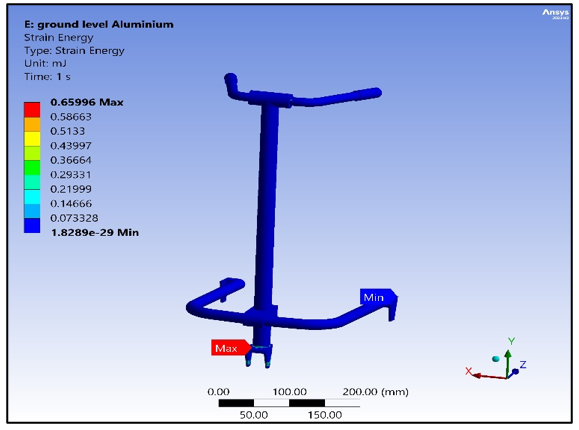 Ansys
E: ground level Aluminium
Strain Energy
Type: Strain Energy
Unit: mJ
Time: 1 s
0.65996 Max
0.58663
0.5133
0.43997
0.36664
0.29331
0.21999
0.14666
0.073328
1.8289e-29 Min
Min
Max
Y
X
Z
0.00 100.00 200.00 (mm)
50.00 150.00